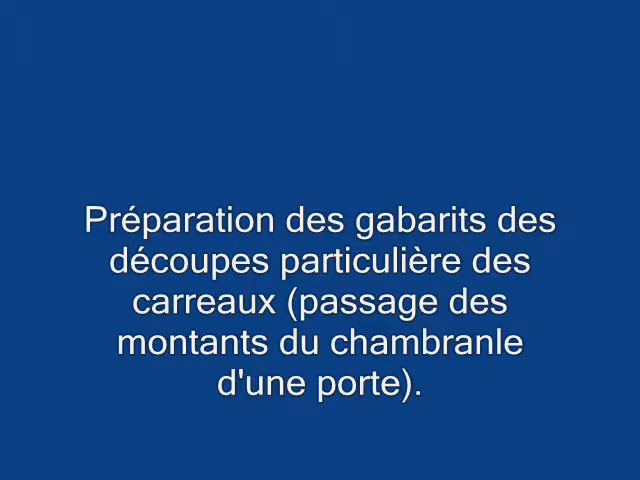 Préparation des gabarits des
découpes particulière des
carreaux (passage des
montants du chambranle
d'une porte).